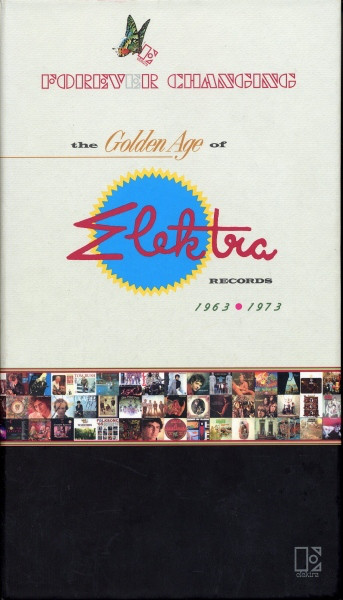 FOREVER CHANGING
the Golden Age of
Elektra
RECORDS
1963 • 1973
elektra